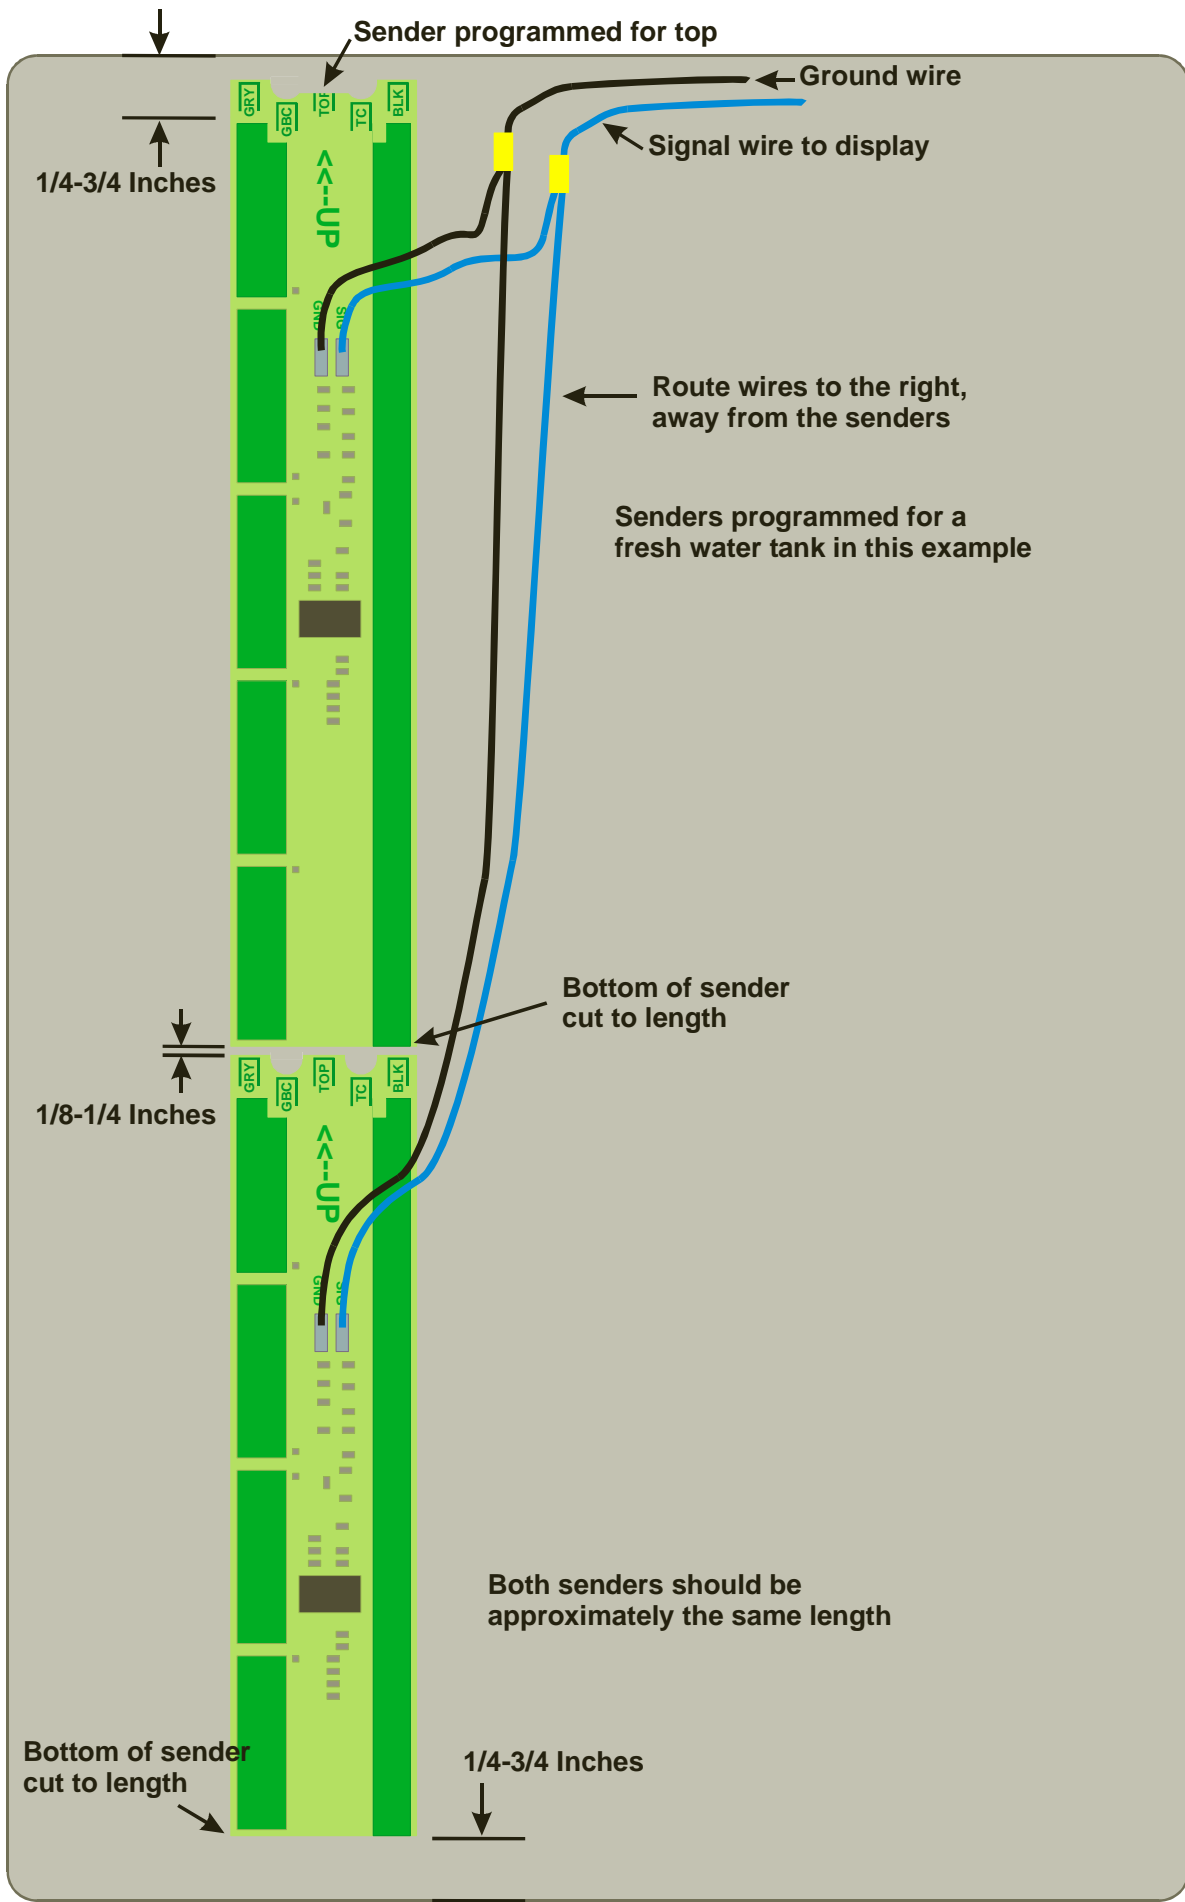 Sender programmed for top
Ground wire
Signal wire to display
1/4-3/4 Inches
GRY
GBC
TOP
TC
BLK
<<--UP
GND
SIG
Route wires to the right,
away from the senders
Senders programmed for a
fresh water tank in this example
Bottom of sender
cut to length
1/8-1/4 Inches
GRY
GBC
TOP
TC
BLK
<<--UP
GND
SIG
Both senders should be
approximately the same length
Bottom of sender
cut to length
1/4-3/4 Inches